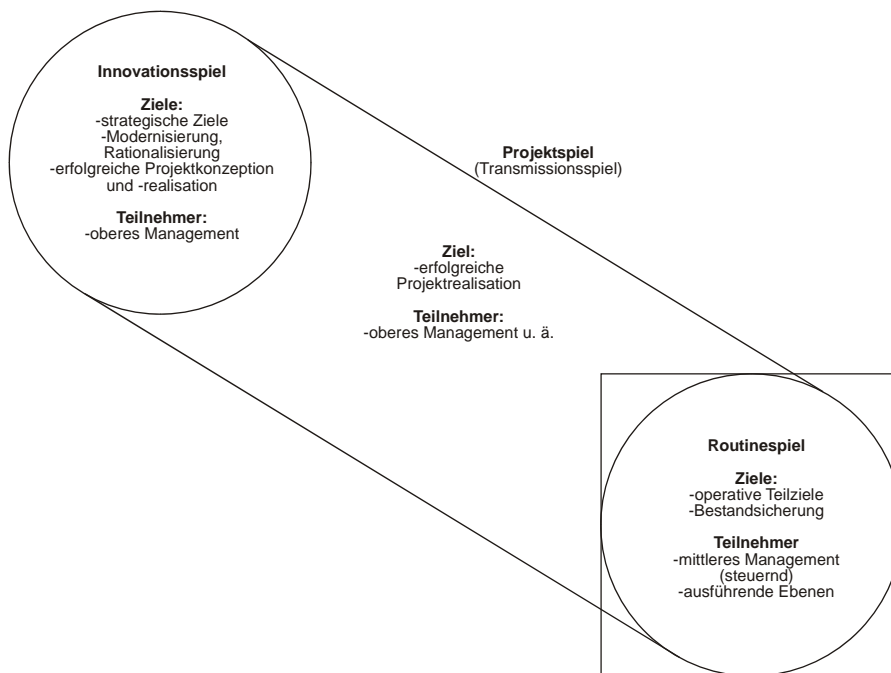 Innovationsspiel
Ziele:
-strategische Ziele
-Modernisierung,
Rationalisierung
-erfolgreiche Projektkonzeption
und -realisation
Teilnehmer:
-oberes Management
Projektspiel
(Transmissionsspiel)
Ziel:
-erfolgreiche
Projektrealisation
Teilnehmer:
-oberes Management u. ä.
Routinespiel
Ziele:
-operative Teilziele
-Bestandsicherung
Teilnehmer
-mittleres Management
(steuernd)
-ausführende Ebenen